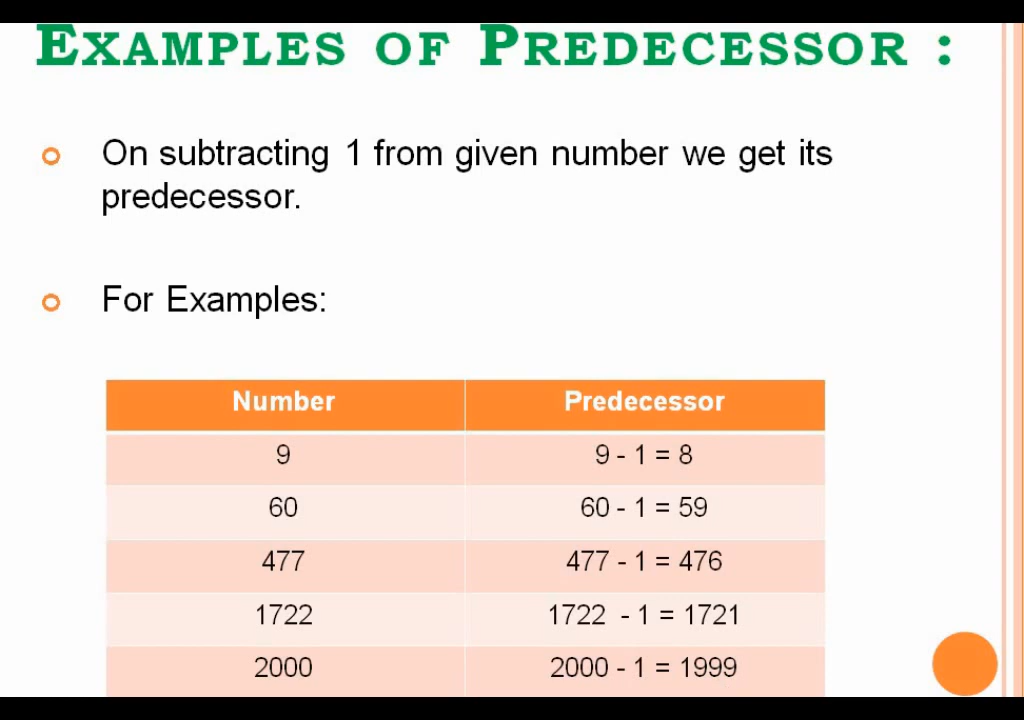 EXAMPLES OF PREDECESSOR :
On subtracting 1 from given number we get its
predecessor.
For Examples:
Number Predecessor
9 9 - 1 = 8
60 60 - 1 = 59
477 477 - 1 = 476
1722 1722 - 1 = 1721
2000 2000 - 1 = 1999